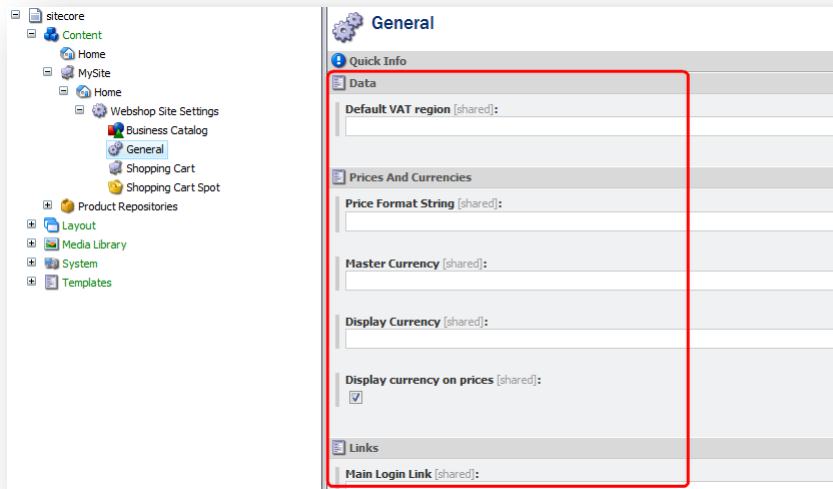 sitecore
Content
Home
MySite
Home
Webshop Site Settings
Business Catalog
General
Shopping Cart
Shopping Cart Spot
Product Repositories
Layout
Media Library
System
Templates
General
Quick Info
Data
Default VAT region [shared]:
Prices And Currencies
Price Format String [shared]:
Master Currency [shared]:
Display Currency [shared]:
Display currency on prices [shared]:
Links
Main Login Link [shared]: